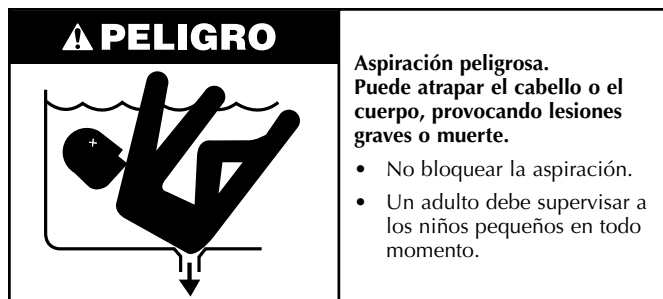 PELIGRO
Aspiración peligrosa.
Puede atrapar el cabello o el
cuerpo, provocando lesiones
graves o muerte.
• No bloquear la aspiración.
• Un adulto debe supervisar a
los niños pequeños en todo
momento.